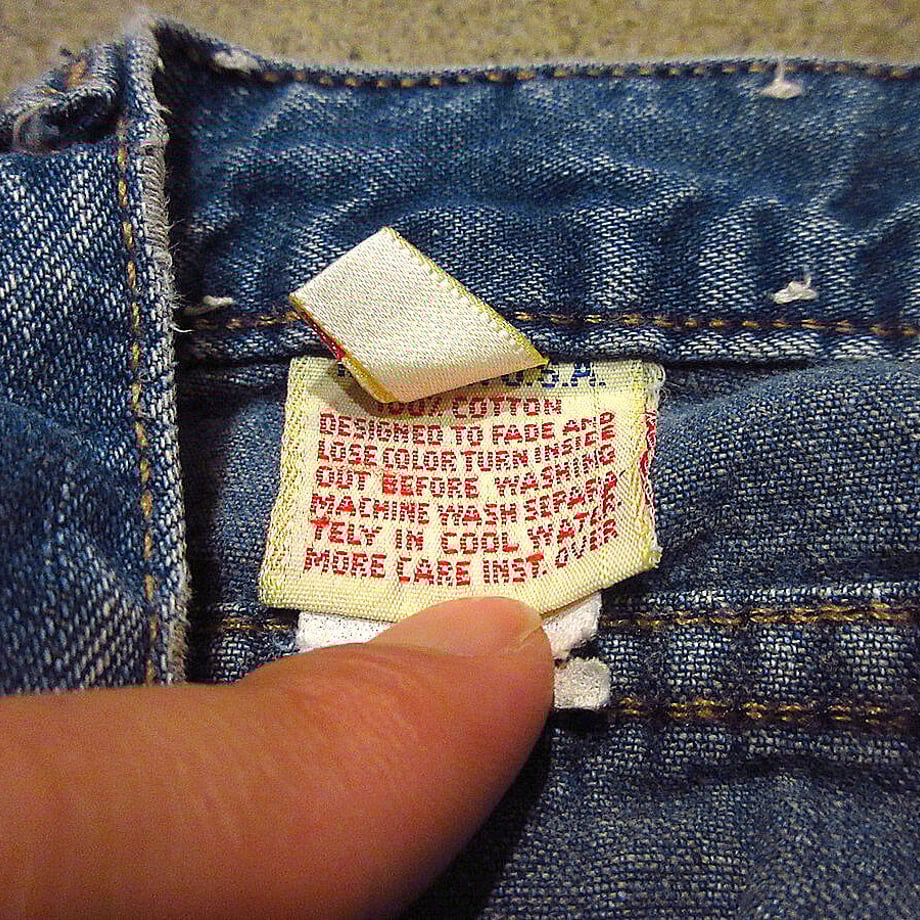 U.S.A.
100% COTTON
DESIGNED TO FADE AND
LOSE COLOR TURN INSIDE
OUT BEFORE WASHING
MACHINE WASH SEPARA-
TELY IN COOL WATER.
MORE CARE INST. OVER